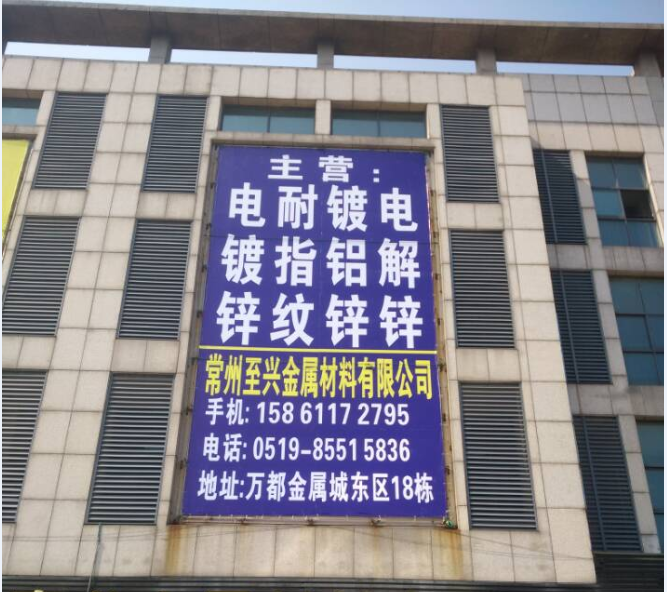 主营：
电耐镀电
镀指铝解
锌纹锌锌
常州至兴金属材料有限公司
手机: 158 6117 2795
电话: 0519-8551 5836
地址:万都金属城东区18栋